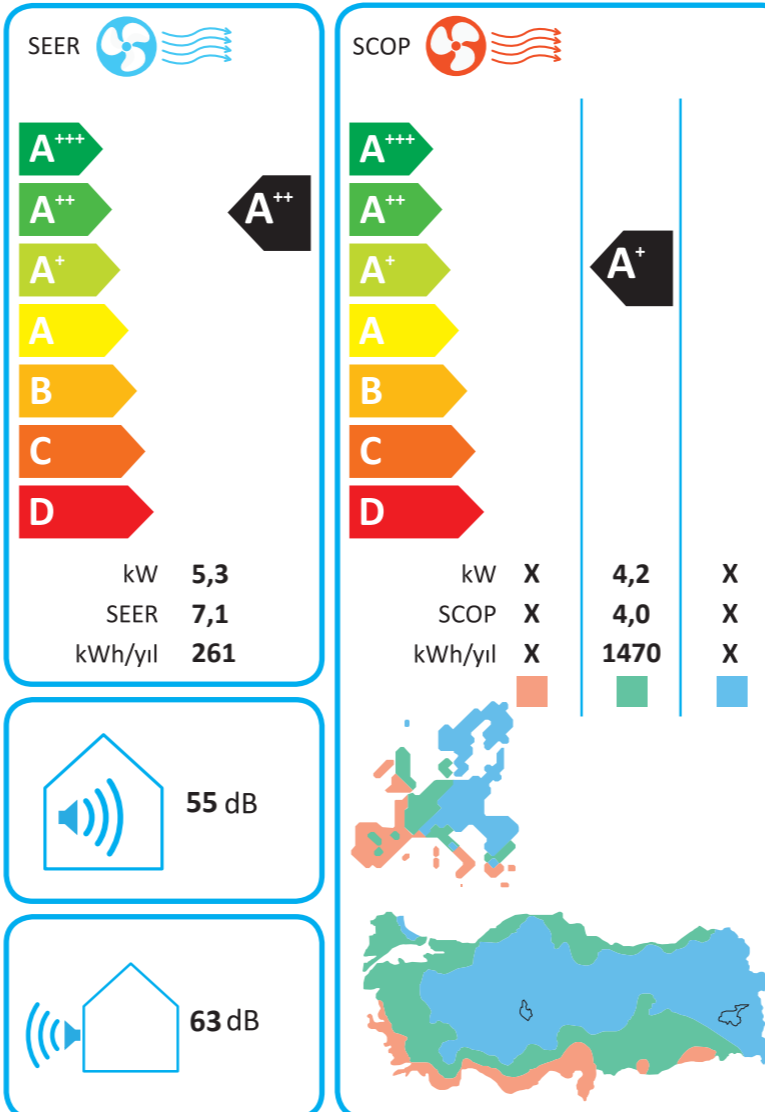 SEER
A+++
A++
A++
A+
A
B
C
D
kW 5,3
SEER 7,1
kWh/yıl 261
55 dB
63 dB
SCOP
A+++
A++
A+
A+
A
B
C
D
kW X 4,2 X
SCOP X 4,0 X
kWh/yıl X 1470 X